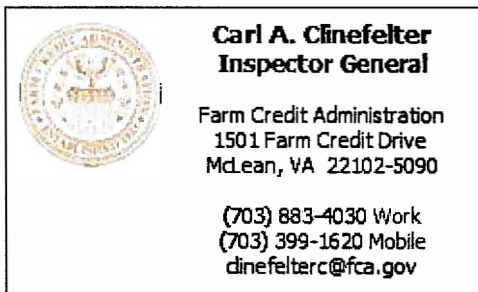 Carl A. Clinefelter
Inspector General
Farm Credit Administration
1501 Farm Credit Drive
McLean, VA 22102-5090
(703) 883-4030 Work
(703) 399-1620 Mobile
clinefelterc@fca.gov